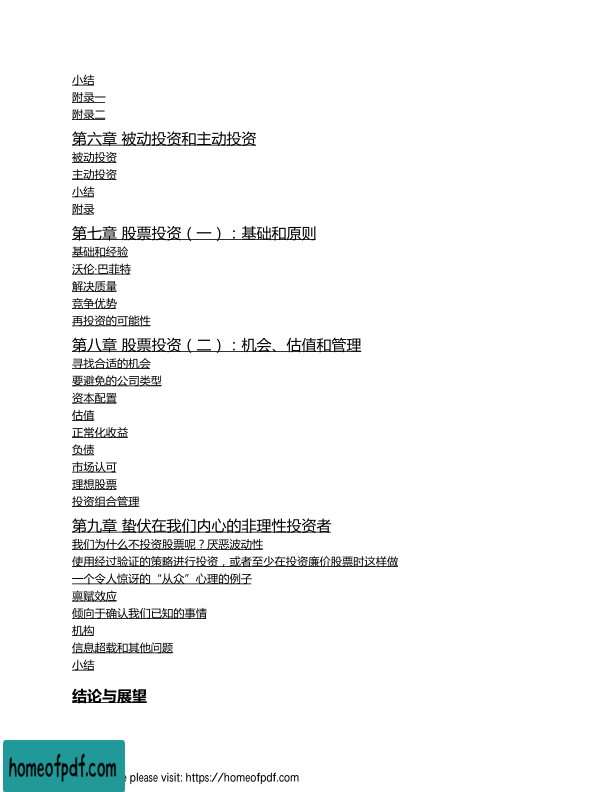 小结
附录一
附录二
第六章 被动投资和主动投资
被动投资
主动投资
小结
附录
第七章 股票投资（一）：基础和原则
基础和经验
沃伦·巴菲特
解决质量
竞争优势
再投资的可能性
第八章 股票投资（二）：机会、估值和管理
寻找合适的机会
要避免的公司类型
资本配置
估值
正常化收益
负债
市场认可
理想股票
投资组合管理
第九章 蛰伏在我们内心的非理性投资者
我们为什么不投资股票呢？厌恶波动性
使用经过验证的策略进行投资，或者至少在投资廉价股票时这样做
一个令人惊讶的“从众”心理的例子
禀赋效应
倾向于确认我们已知的事情
机构
信息超载和其他问题
小结
结论与展望
homeofpdf.com
e please visit: https://homeofpdf.com